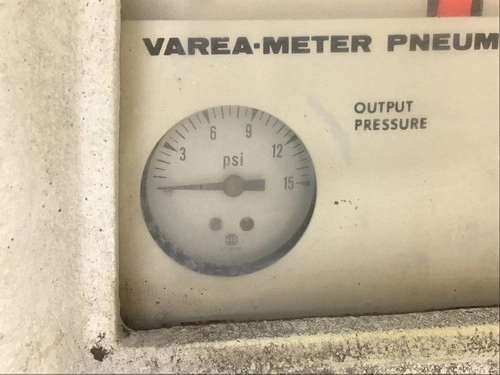 VAREA-METER PNEUM
OUTPUT
PRESSURE
6 9
3 12
psi
15